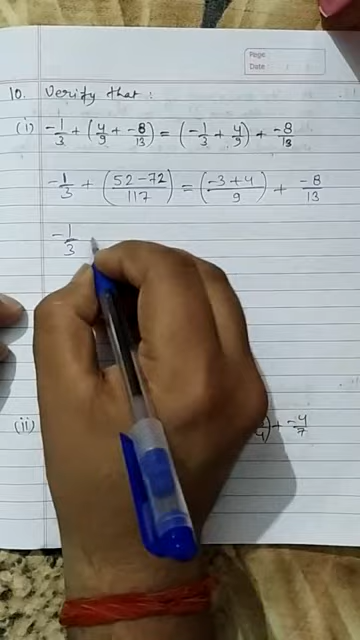 Page
Date
10. Verify that :
(i) -1/3 + (4/9 + -8/13) = (-1/3 + 4/9) + -8/13
-1/3 + (52-72/117) = (-3+4/9) + -8/13
-1/3
(ii) 4) + -4/7